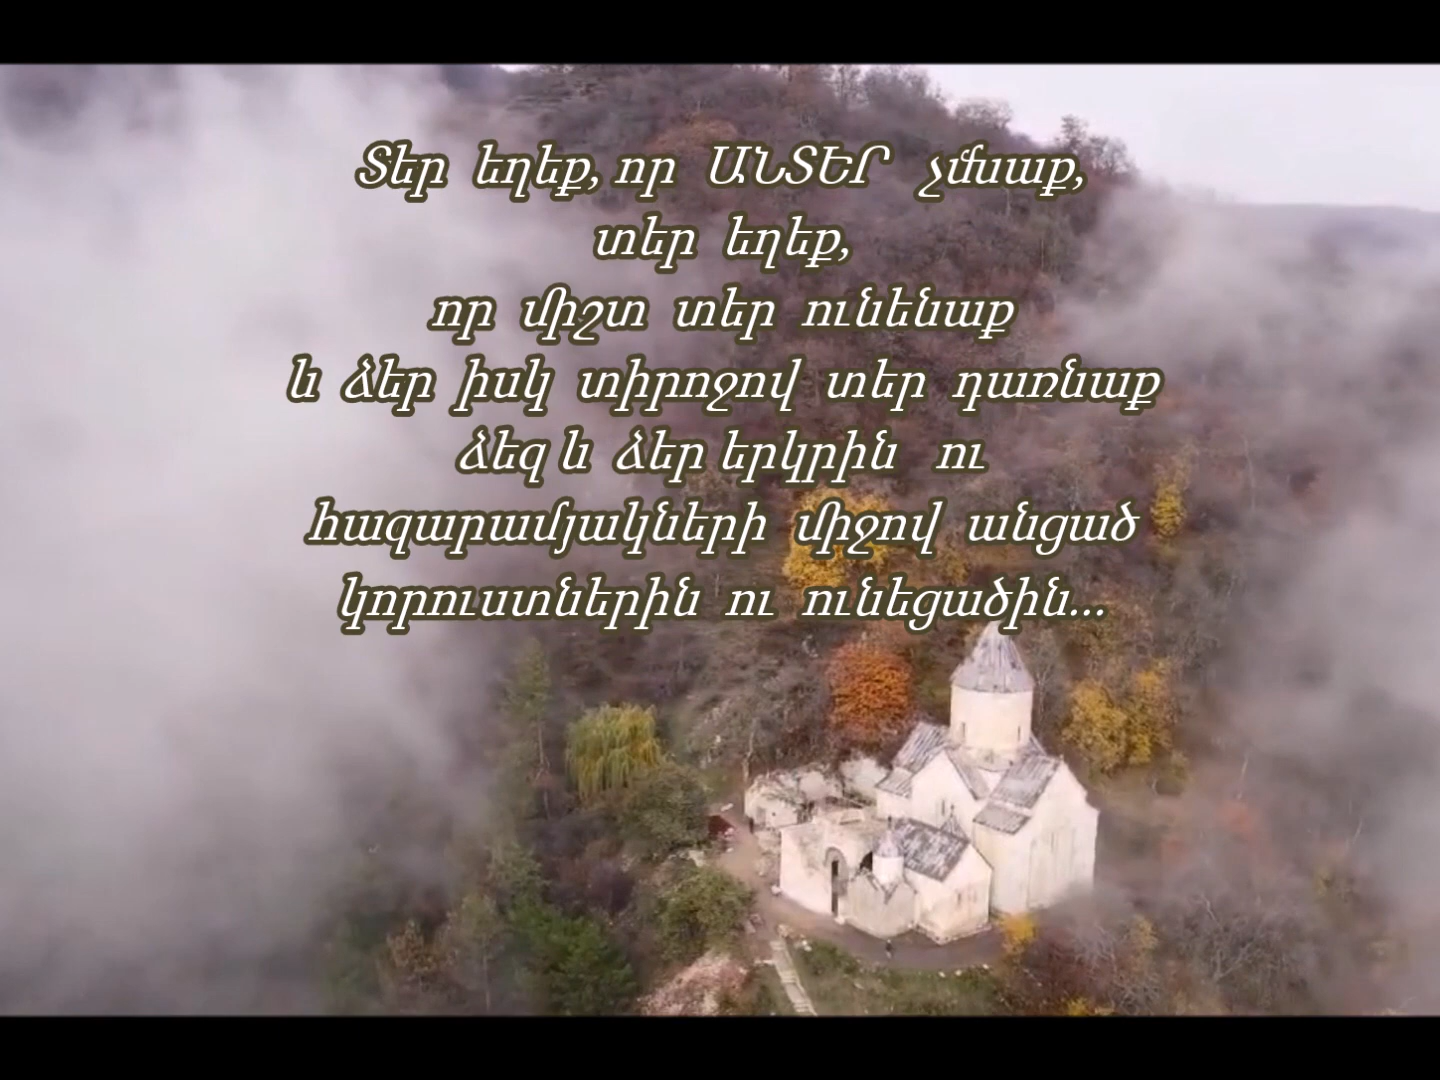 Տեր եղեք, որ ԱՆՏԵՐ չմնաք,
տեր եղեք,
որ միշտ տեր ունենաք
և ձեր իսկ տիրոջով տեր դառնաք
ձեզ և ձեր երկրին ու
հազարամյակների միջով անցած
կորուստներին ու ունեցածին...